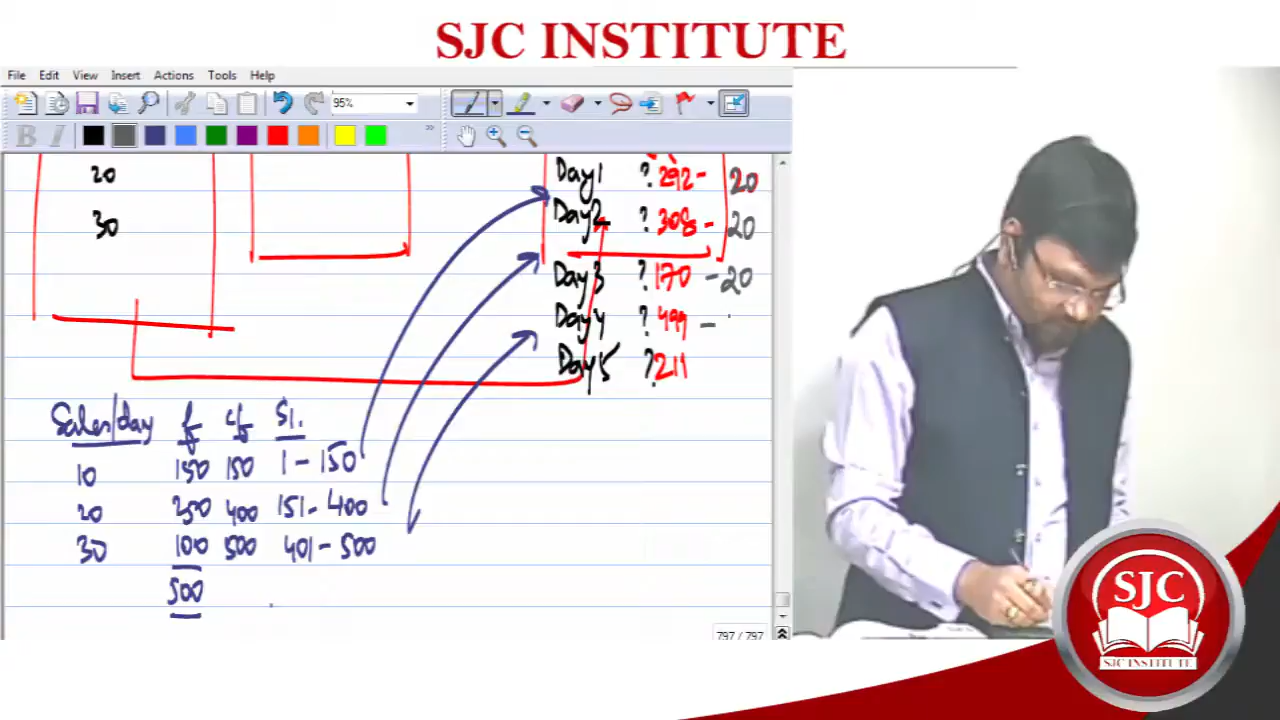 SJC INSTITUTE
File Edit View Insert Actions Tools Help
95%
B I
20
30
Day1 ? 292 - 20
Day2 ? 308 - 20
Day3 ? 170 - 20
Day4 ? 499 -
Day5 ? 211
Sales/day f cf Sl.
10 150 150 1 - 150
20 250 400 151 - 400
30 100 500 401 - 500
500
797 / 797
SJC
SJC INSTITUTE